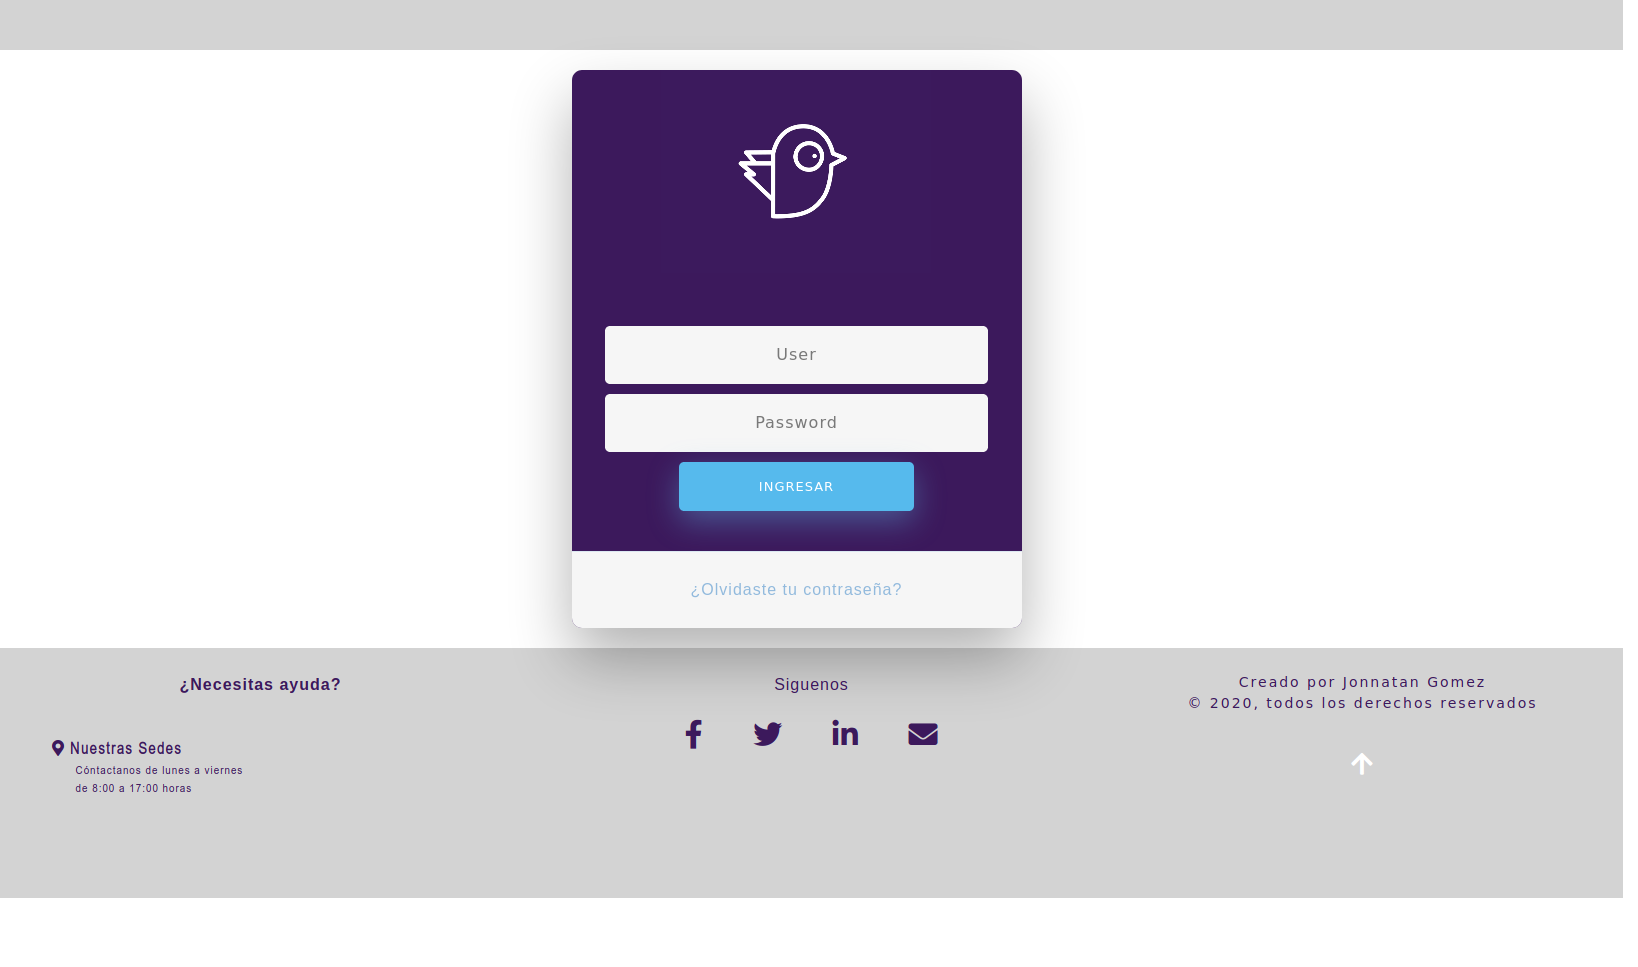 User
Password
INGRESAR
¿Olvidaste tu contraseña?
¿Necesitas ayuda?
Nuestras Sedes
Cóntactanos de lunes a viernes
de 8:00 a 17:00 horas
Siguenos
Creado por Jonnatan Gomez
© 2020, todos los derechos reservados